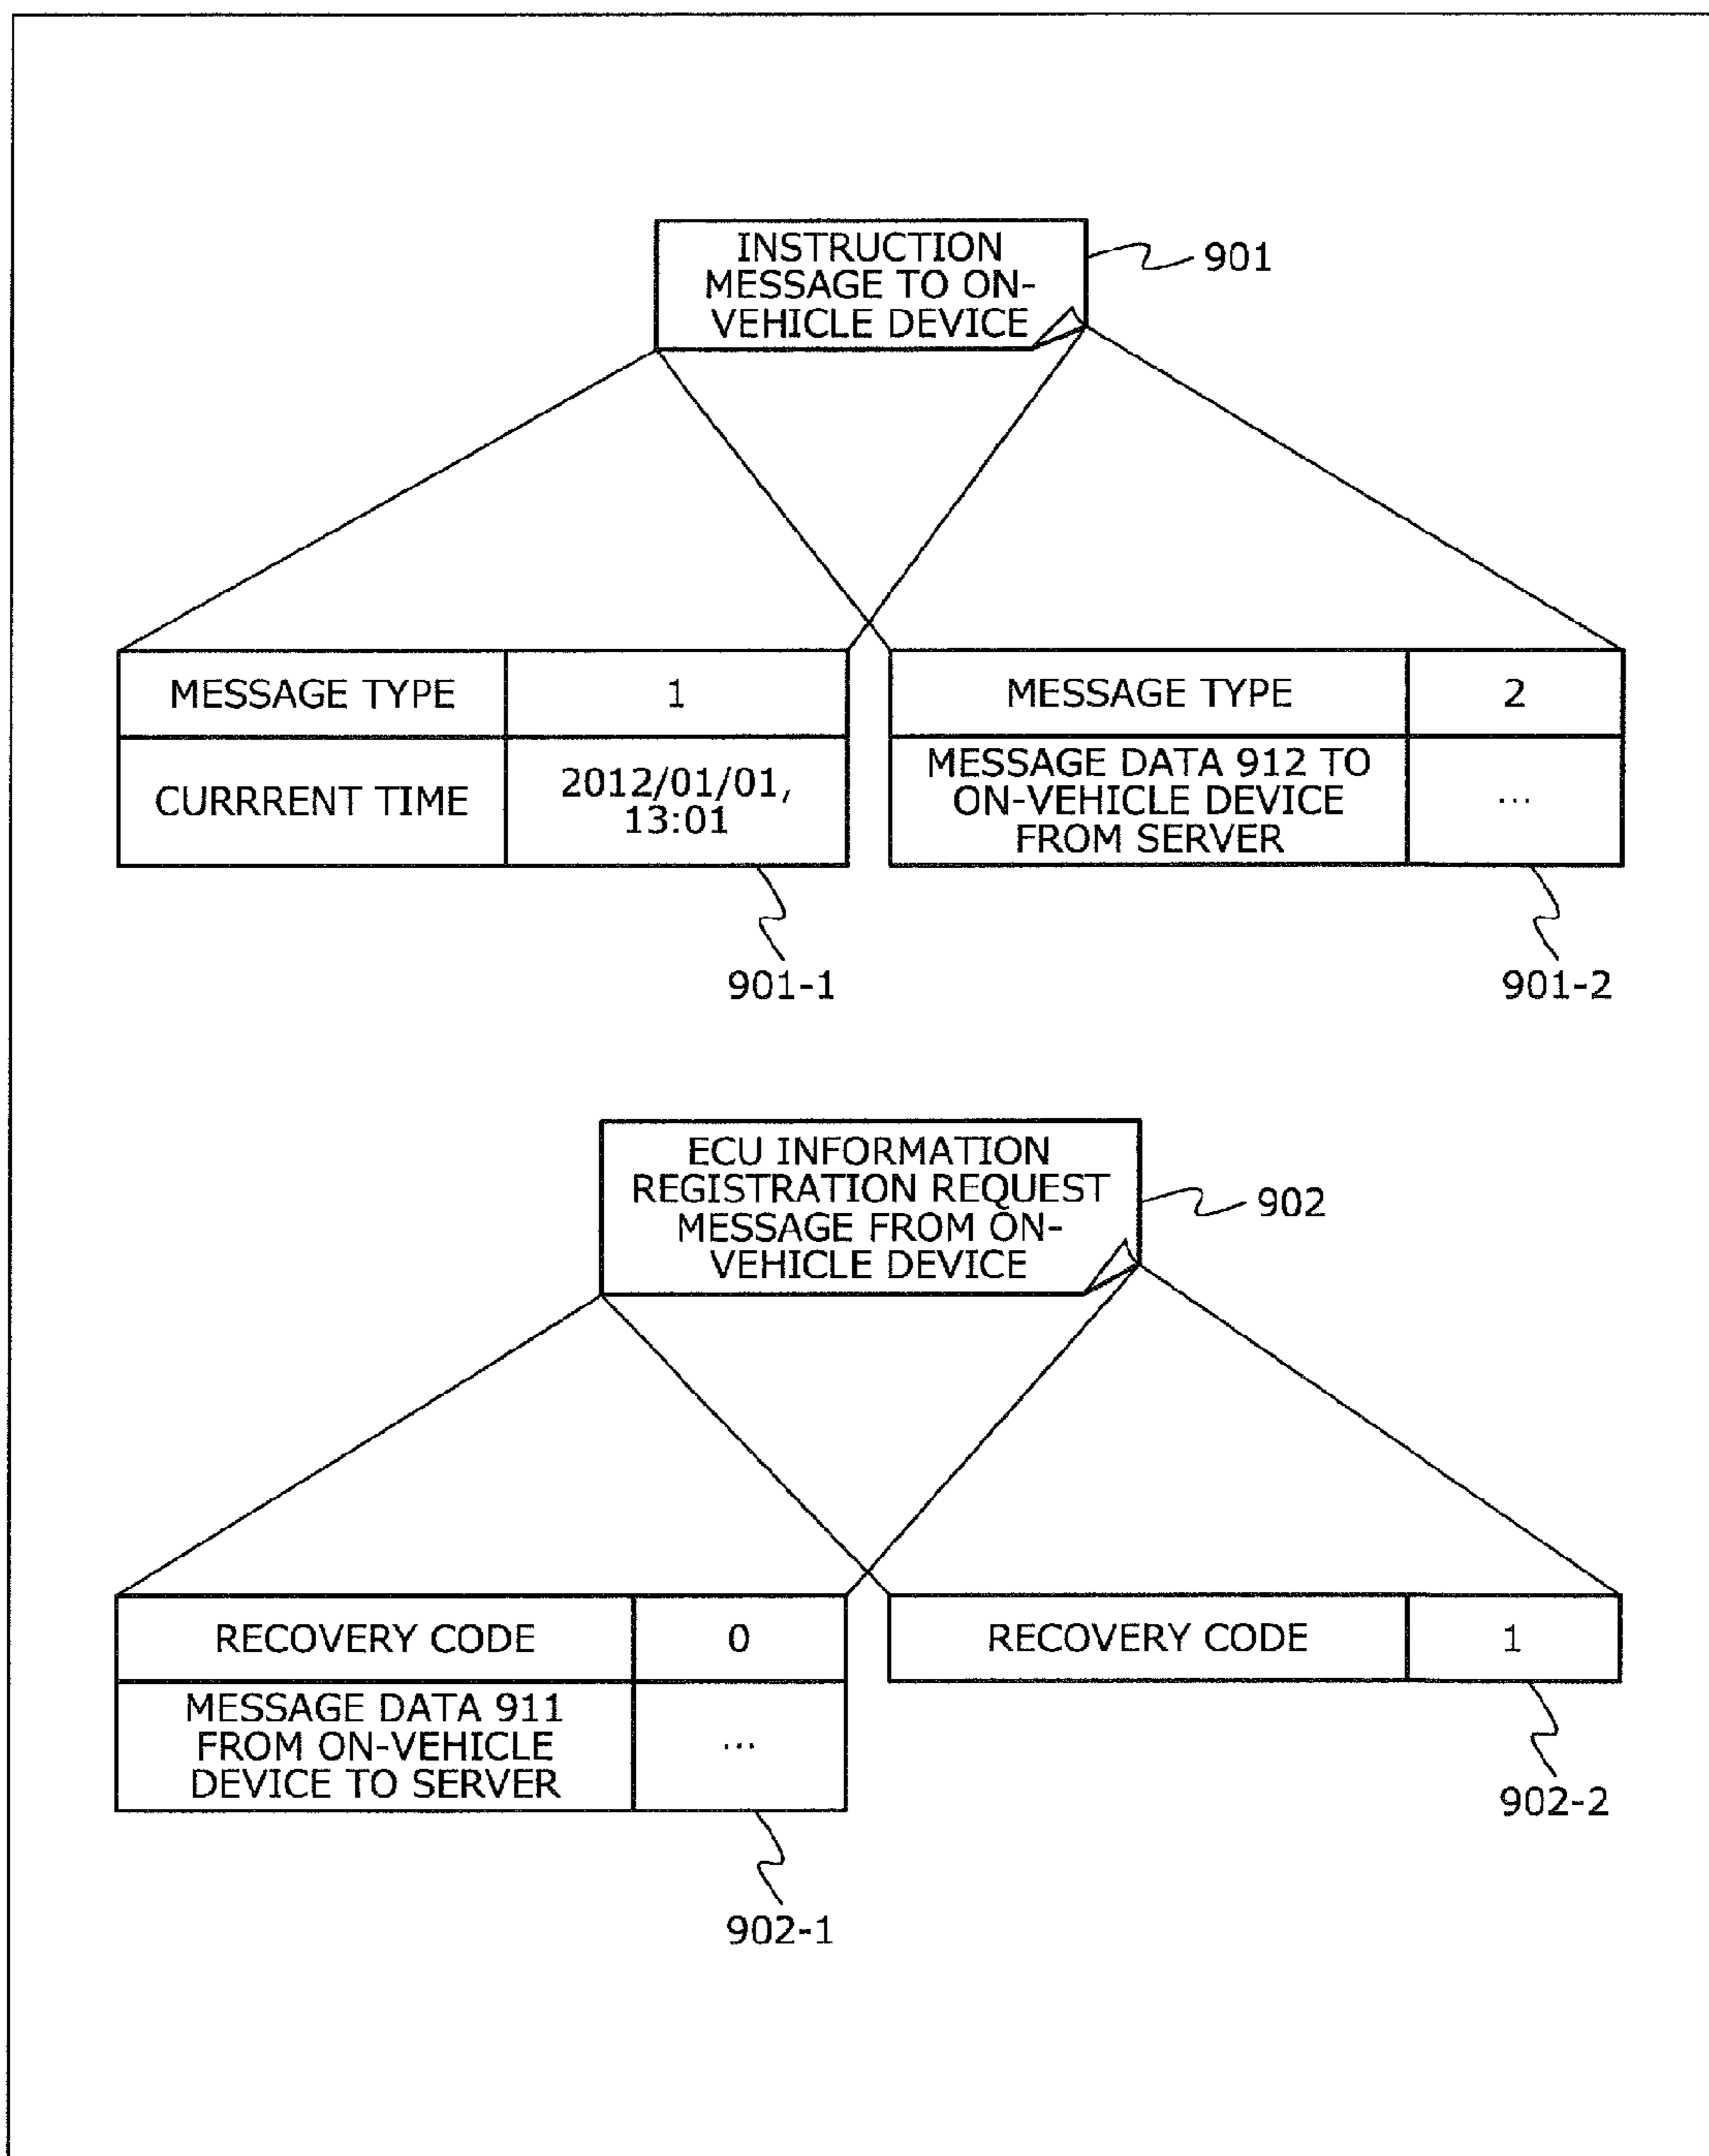 INSTRUCTION
MESSAGE TO ON-
VEHICLE DEVICE
901
MESSAGE TYPE
1
CURRRENT TIME
2012/01/01,
13:01
901-1
MESSAGE TYPE
2
MESSAGE DATA 912 TO
ON-VEHICLE DEVICE
FROM SERVER
...
901-2
ECU INFORMATION
REGISTRATION REQUEST
MESSAGE FROM ON-
VEHICLE DEVICE
902
RECOVERY CODE
0
MESSAGE DATA 911
FROM ON-VEHICLE
DEVICE TO SERVER
...
902-1
RECOVERY CODE
1
902-2